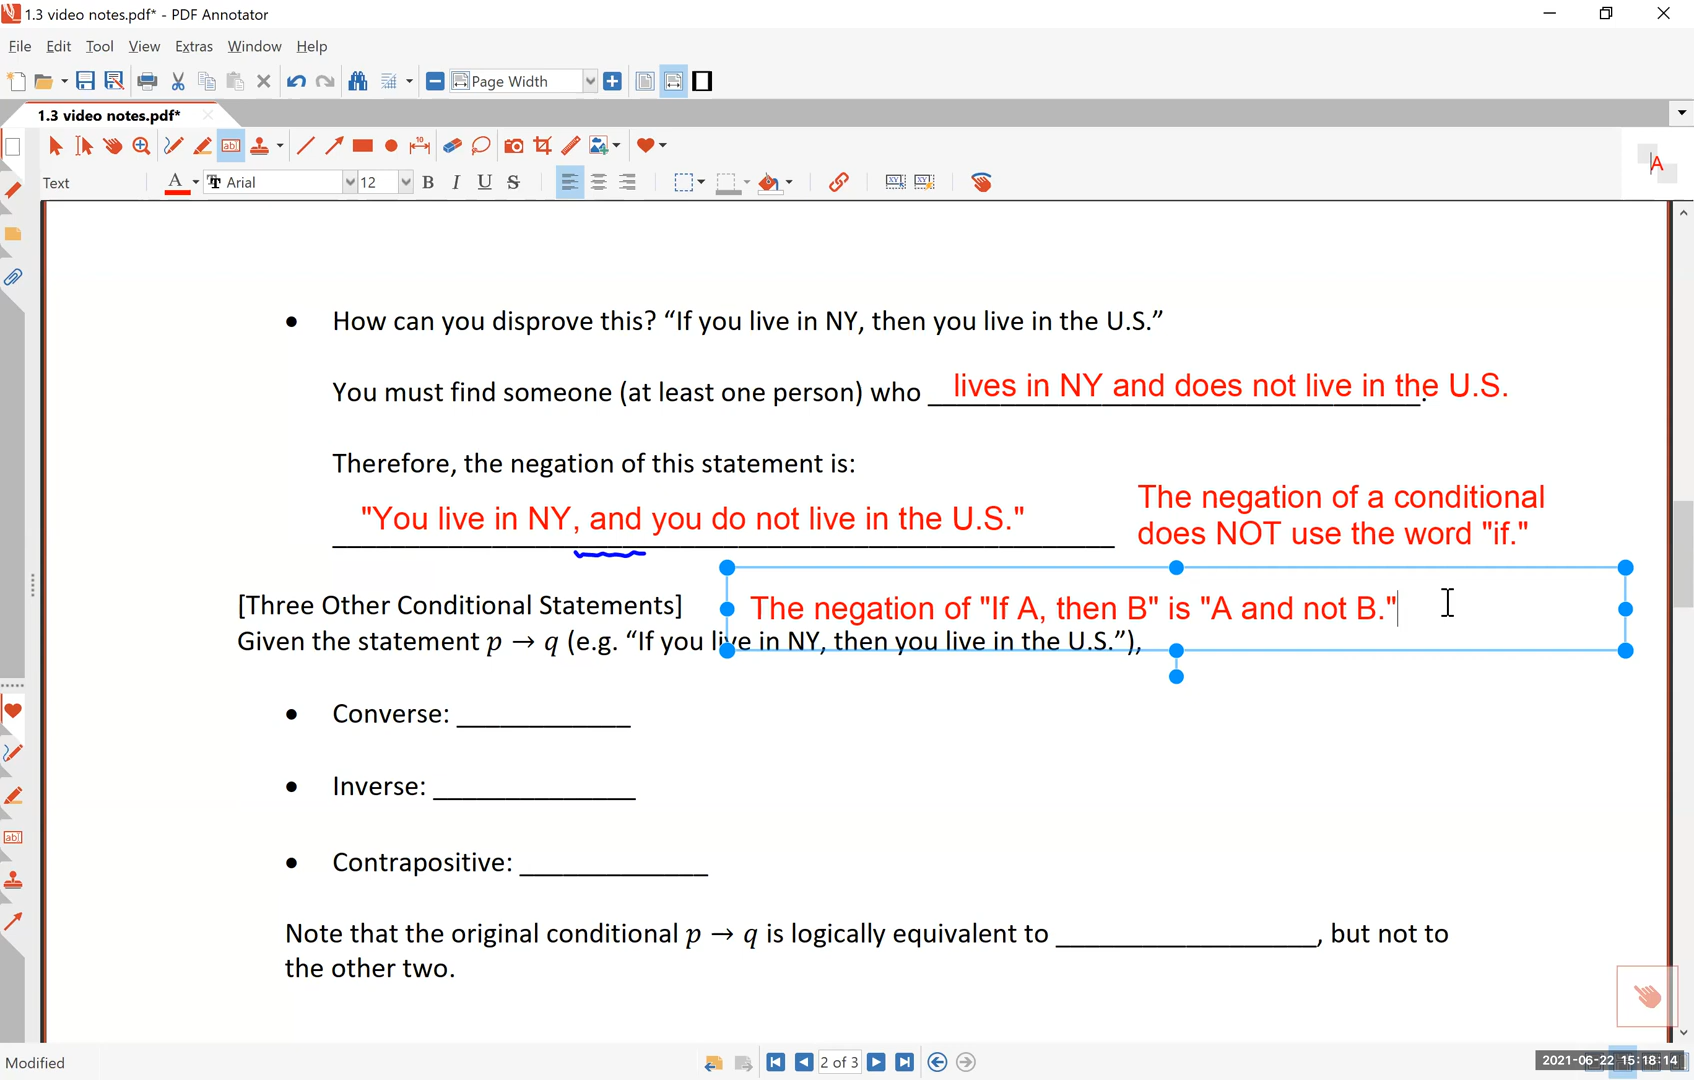 1.3 video notes.pdf* - PDF Annotator
File Edit Tool View Extras Window Help
Page Width
1.3 video notes.pdf*
Text A Arial 12 B I U S
• How can you disprove this? “If you live in NY, then you live in the U.S.”
You must find someone (at least one person) who lives in NY and does not live in the U.S.
Therefore, the negation of this statement is:
"You live in NY, and you do not live in the U.S."
The negation of a conditional
does NOT use the word "if."
[Three Other Conditional Statements]
The negation of "If A, then B" is "A and not B."
Given the statement p → q (e.g. “If you live in NY, then you live in the U.S.”),
• Converse: ____________
• Inverse: ______________
• Contrapositive: _____________
Note that the original conditional p → q is logically equivalent to __________________, but not to
the other two.
Modified
2 of 3
2021-06-22 15:18:14